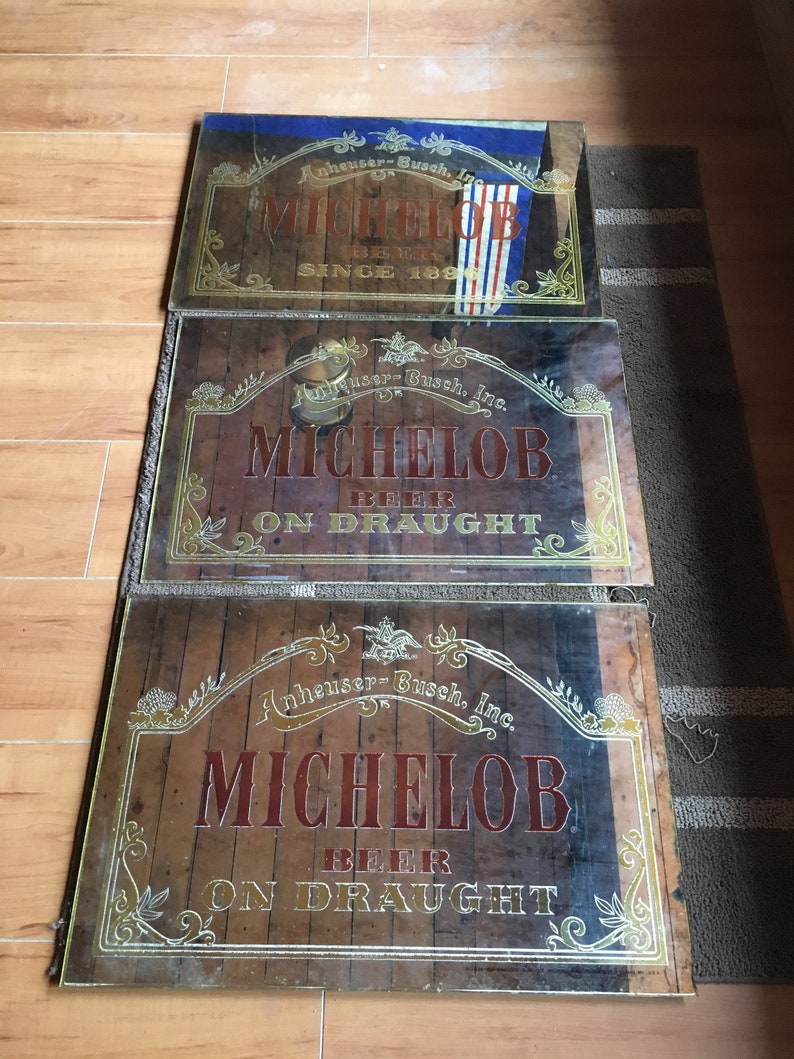 Anheuser-Busch, Inc.
MICHELOB
BEER
SINCE 1896
Anheuser-Busch, Inc.
MICHELOB
BEER
ON DRAUGHT
Anheuser-Busch, Inc.
MICHELOB
BEER
ON DRAUGHT